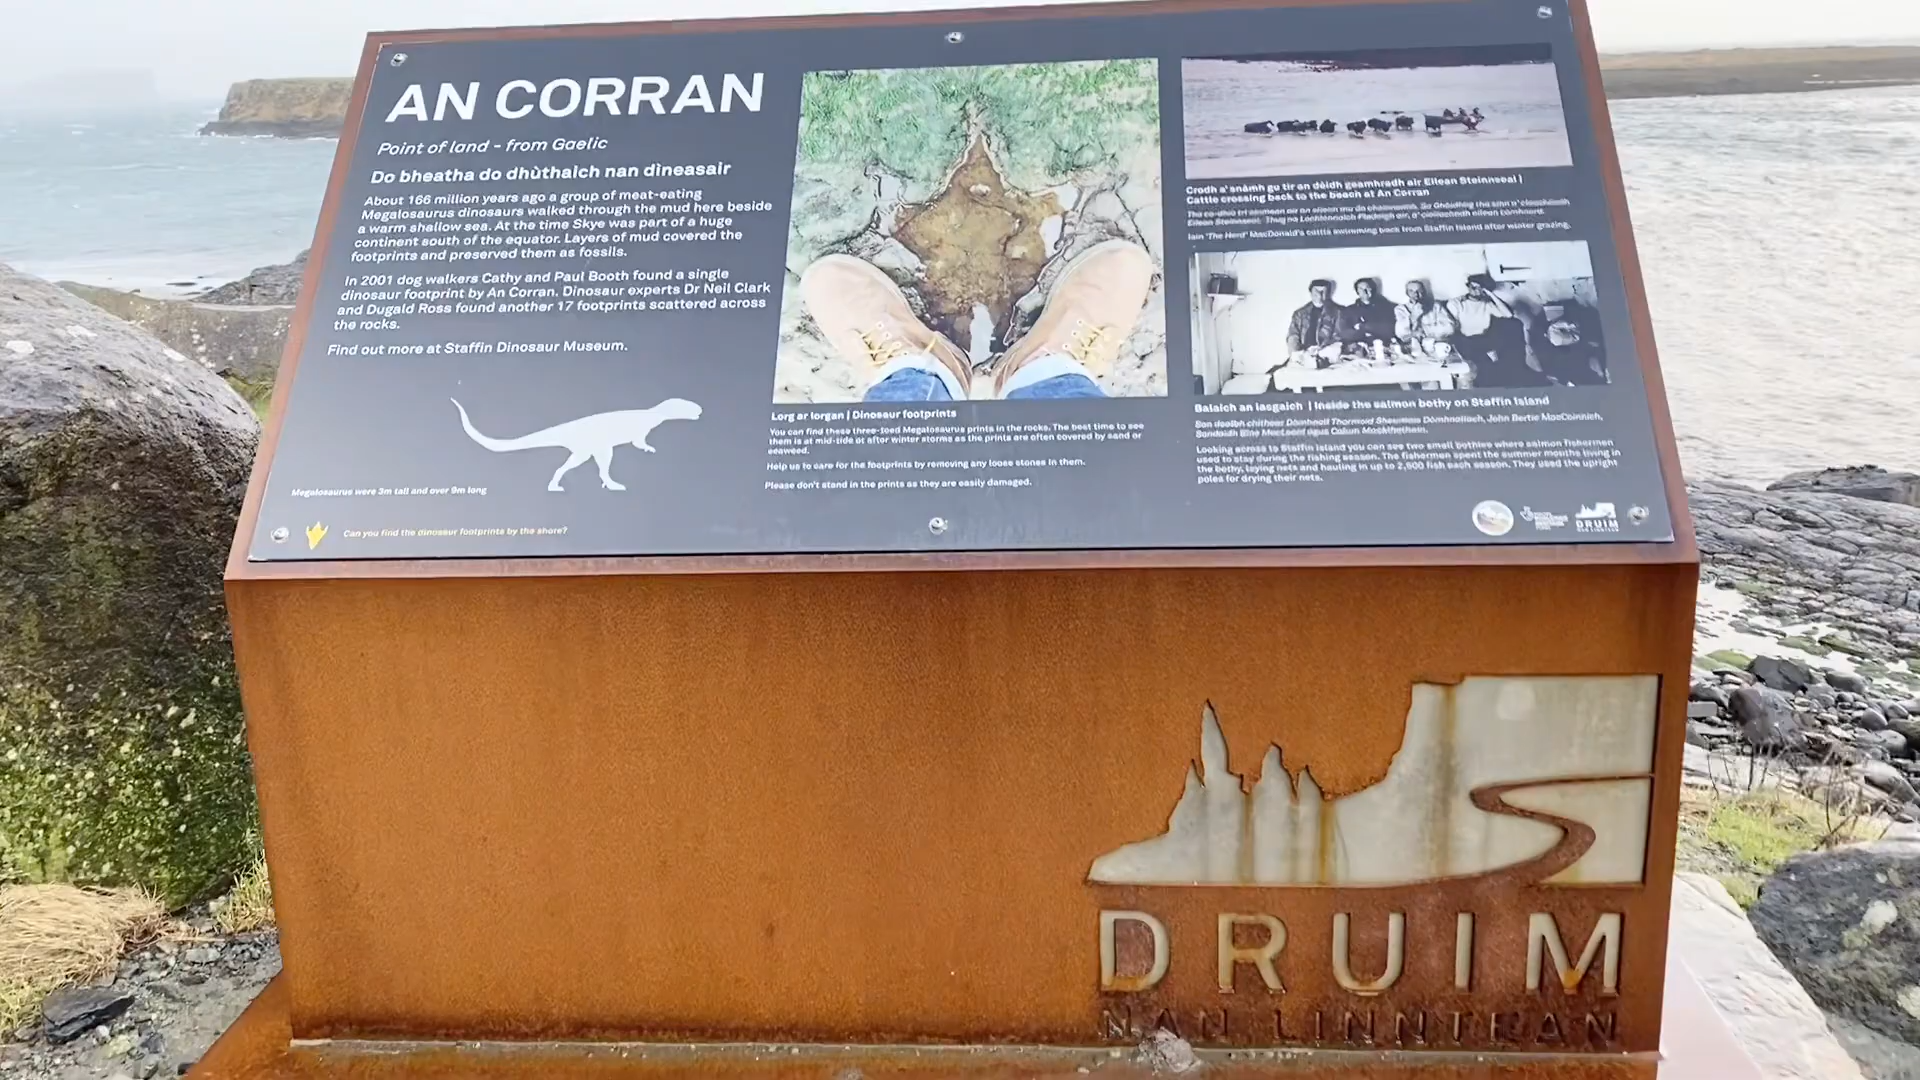 AN CORRAN
Point of land - from Gaelic
Do bheatha do dhùthaich nan dìneasair
About 166 million years ago a group of meat-eating
Megalosaurus dinosaurs walked through the mud here beside
a warm shallow sea. At the time Skye was part of a huge
continent south of the equator. Layers of mud covered the
footprints and preserved them as fossils.
In 2001 dog walkers Cathy and Paul Booth found a single
dinosaur footprint by An Corran. Dinosaur experts Dr Neil Clark
and Dugald Ross found another 17 footprints scattered across
the rocks.
Find out more at Staffin Dinosaur Museum.
Megalosaurus were 3m tall and over 9m long
Can you find the dinosaur footprints by the shore?
Lorg ar lorgan | Dinosaur footprints
You can find these three-toed Megalosaurus prints in the rocks. The best time to see
them is at mid-tide or after winter storms as the prints are often covered by sand or
seaweed.
Help us to care for the footprints by removing any loose stones in them.
Please don't stand in the prints as they are easily damaged.
Crodh a' snàmh gu tìr an dèidh geamhradh air Eilean Steinnseal |
Cattle crossing back to the beach at An Corran
Iain 'The Herd' MacDonald's cattle swimming back from Staffin Island after winter grazing.
Balaich an iasgaich | Inside the salmon bothy on Staffin Island
Looking across to Staffin Island you can see two small bothies where salmon fishermen
used to stay during the fishing season. The fishermen spent the summer months living in
the bothy, laying nets and hauling in up to 2,500 fish each season. They used the upright
poles for drying their nets.
DRUIM
NAN LINNTEAN
DRUIM
NAN LINNTEAN